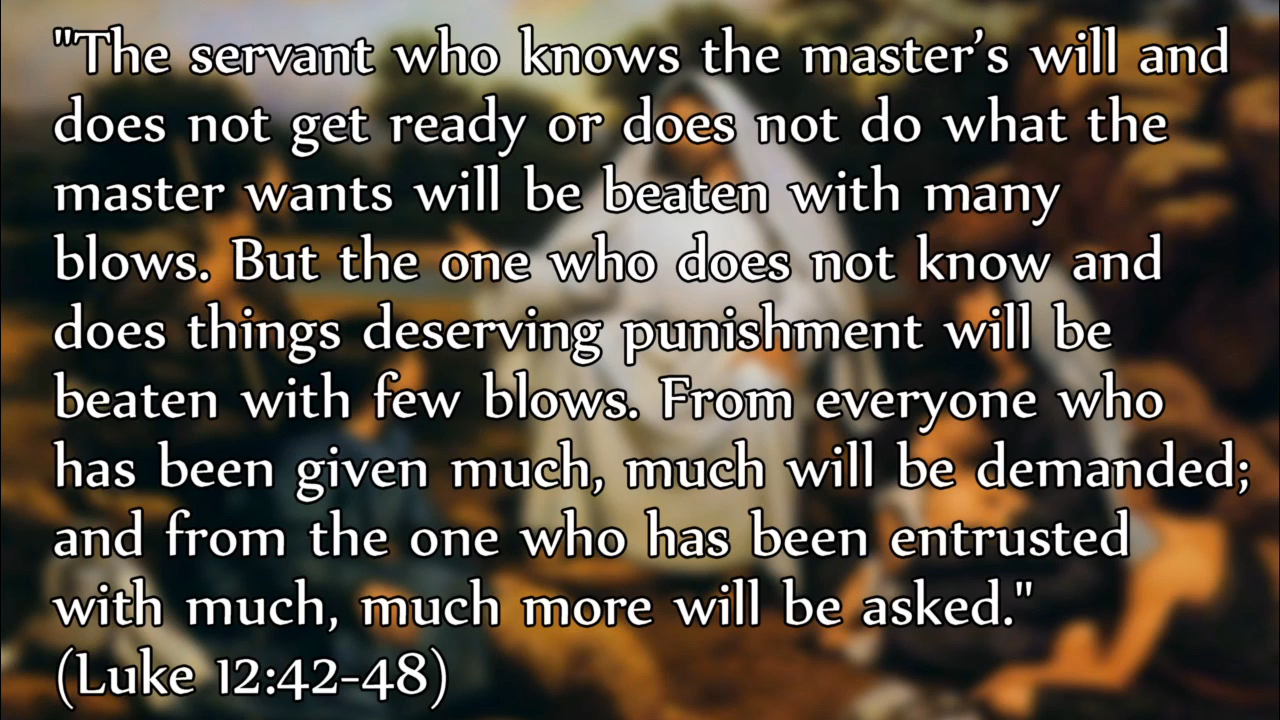 "The servant who knows the master’s will and
does not get ready or does not do what the
master wants will be beaten with many
blows. But the one who does not know and
does things deserving punishment will be
beaten with few blows. From everyone who
has been given much, much will be demanded;
and from the one who has been entrusted
with much, much more will be asked."
(Luke 12:42-48)